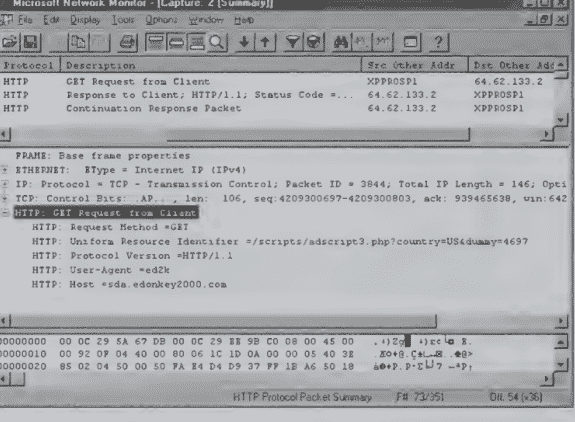 Microsoft Network Monitor - [Capture: 2 (Summary)]
File Edit Display Tools Options Window Help
Protocol Description Src Other Addr Dst Other Add
HTTP GET Request from Client XPPROSP1 64.62.133.2
HTTP Response to Client; HTTP/1.1; Status Code =... 64.62.133.2 XPPROSP1
HTTP Continuation Response Packet 64.62.133.2 XPPROSP1
FRAME: Base frame properties
ETHERNET: EType = Internet IP (IPv4)
IP: Protocol = TCP - Transmission Control; Packet ID = 3844; Total IP Length = 146; Opti
TCP: Control Bits: .AP..., len: 106, seq:4209300697-4209300803, ack: 939465638, win:642
HTTP: GET Request from Client
HTTP: Request Method =GET
HTTP: Uniform Resource Identifier =/scripts/adscript3.php?country=US&dummy=4697
HTTP: Protocol Version =HTTP/1.1
HTTP: User-Agent =ed2k
HTTP: Host =sda.edonkey2000.com
00000000 00 0C 29 5A 67 DB 00 0C 29 EE 9B C0 08 00 45 00
00000010 00 92 0F 04 40 00 80 06 1C 1D 0A 00 00 05 40 3E
00000020 85 02 04 50 00 50 FA E4 D4 D9 37 FF 1B A6 50 18
HTTP Protocol Packet Summary F#: 73/351 Off: 54 (x36)